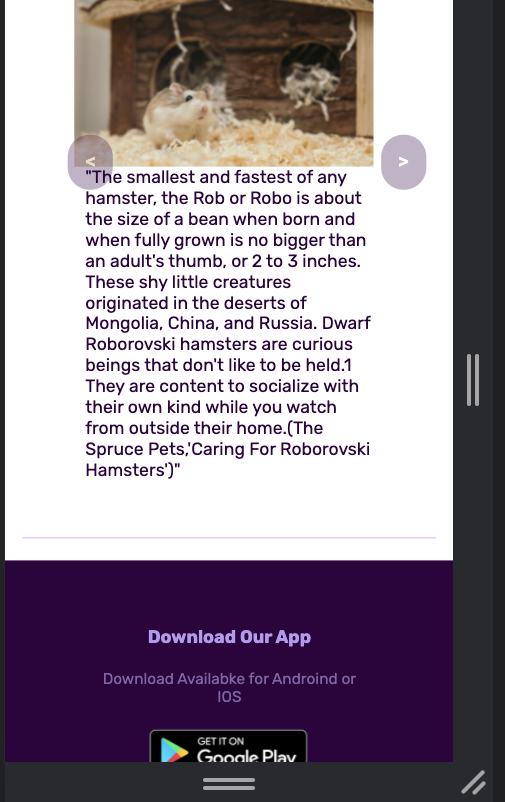 <
>
"The smallest and fastest of any
hamster, the Rob or Robo is about
the size of a bean when born and
when fully grown is no bigger than
an adult's thumb, or 2 to 3 inches.
These shy little creatures
originated in the deserts of
Mongolia, China, and Russia. Dwarf
Roborovski hamsters are curious
beings that don't like to be held.1
They are content to socialize with
their own kind while you watch
from outside their home.(The
Spruce Pets,'Caring For Roborovski
Hamsters')"
Download Our App
Download Availabke for Androind or
IOS
GET IT ON
Google Play